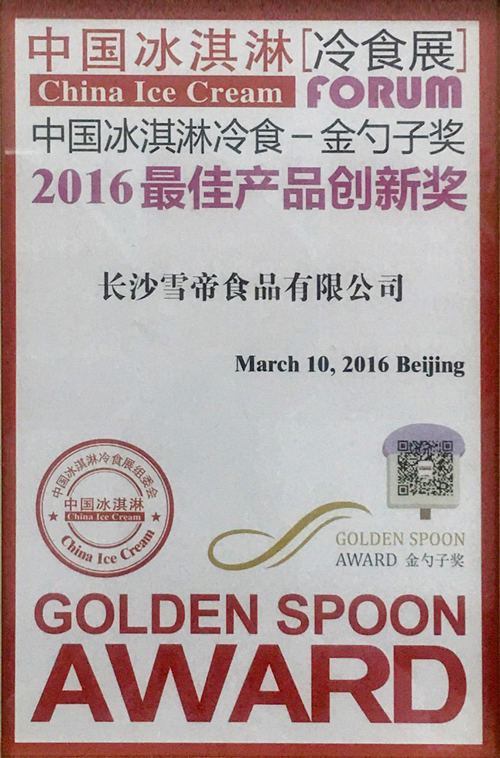 中国冰淇淋[冷食展]
China Ice Cream FORUM
中国冰淇淋冷食－金勺子奖
2016最佳产品创新奖
长沙雪帝食品有限公司
March 10, 2016 Beijing
中国冰淇淋冷食展组委会
中国冰淇淋
China Ice Cream
China Ice Cream
GOLDEN SPOON
AWARD 金勺子奖
GOLDEN SPOON
AWARD